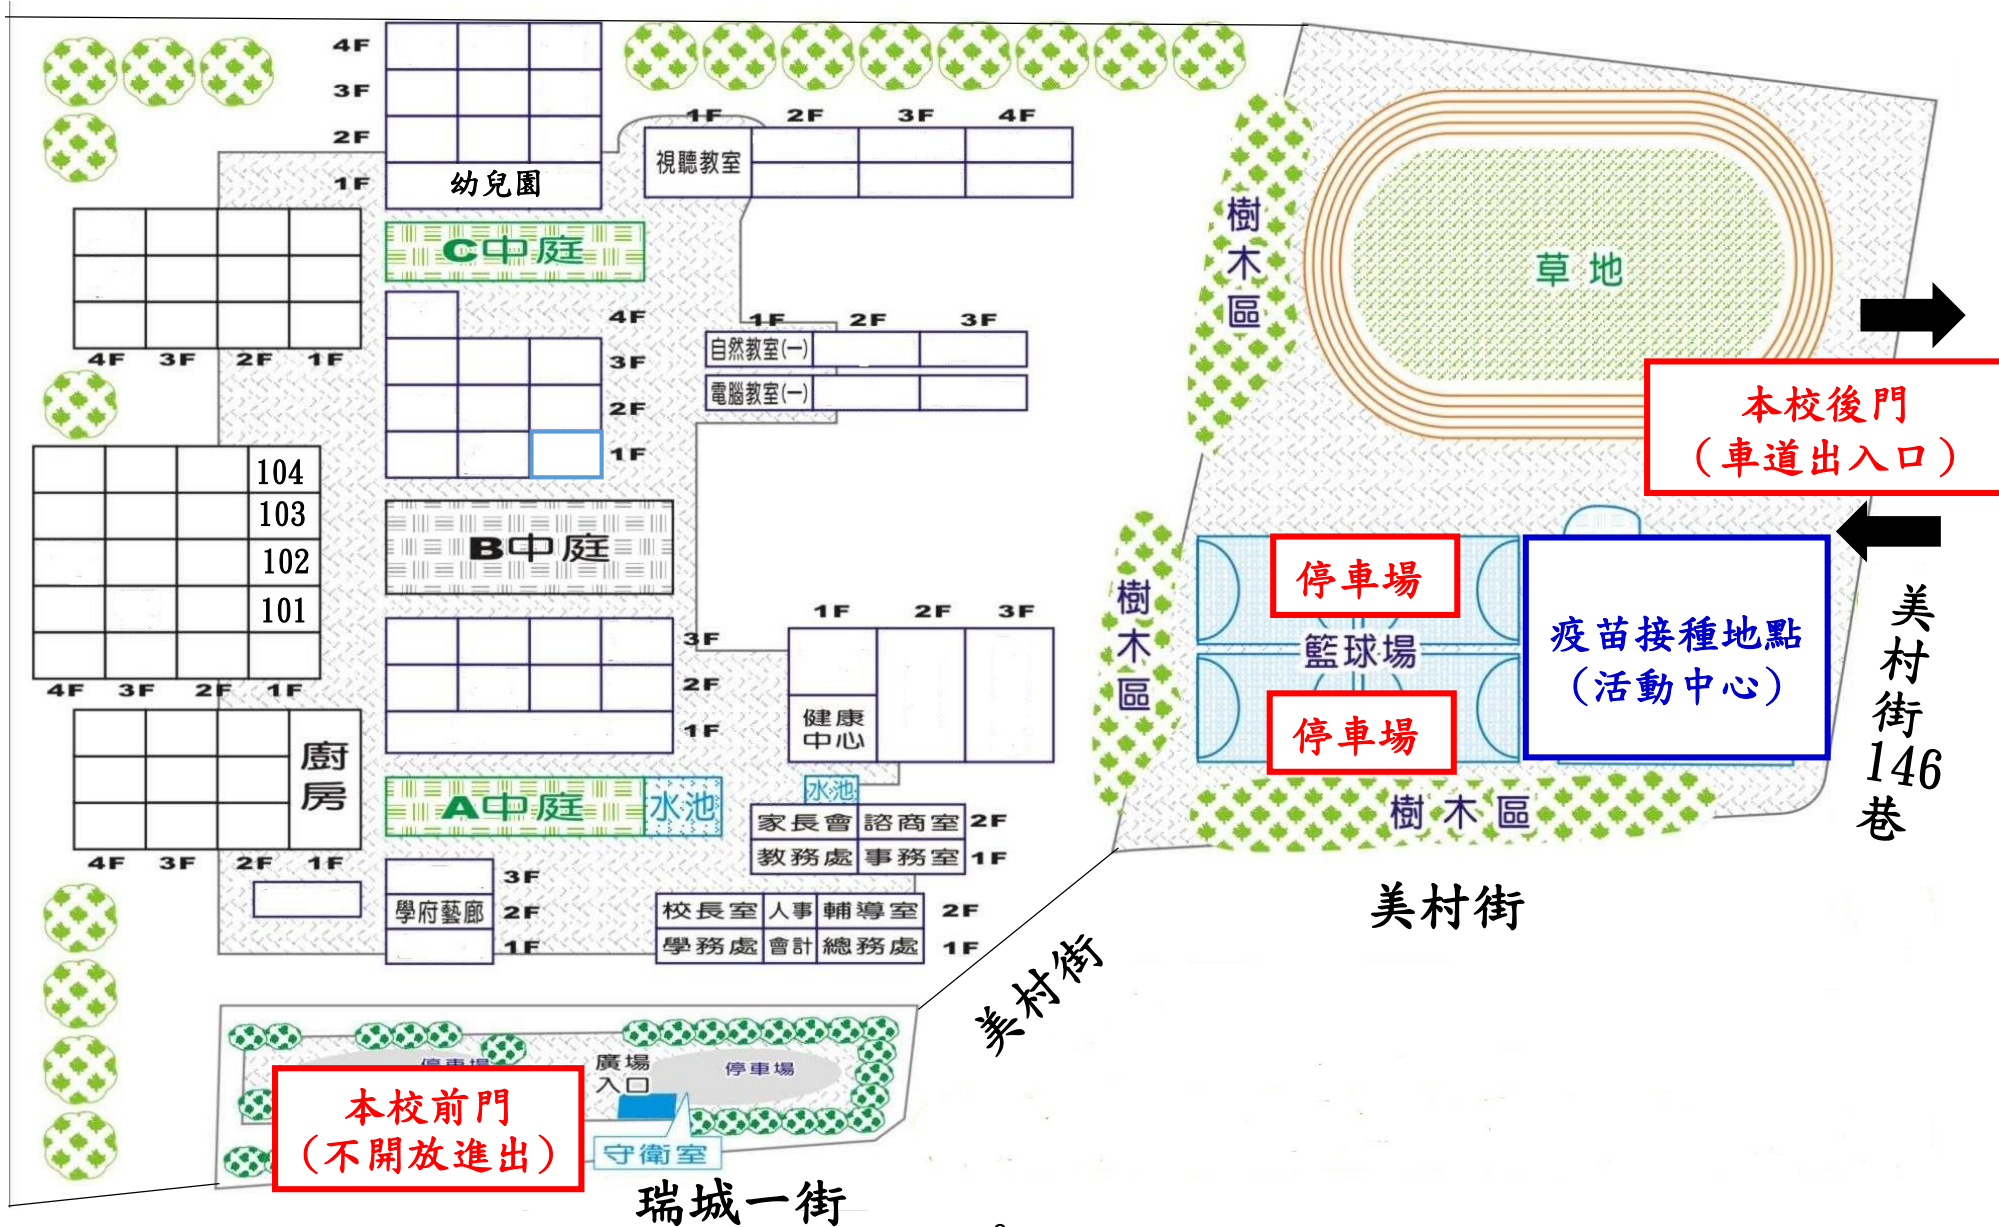 4F
3F
2F
1F
幼兒園
1F 2F 3F 4F
視聽教室
C中庭
4F 3F 2F 1F
4F
3F
2F
1F
1F 2F 3F
自然教室(一)
電腦教室(一)
104
103
102
101
4F 3F 2F 1F
B中庭
3F
2F
1F
1F 2F 3F
健康
中心
廚房
4F 3F 2F 1F
A中庭
水池
水池
家長會 諮商室 2F
教務處 事務室 1F
3F
學府藝廊 2F
1F
校長室 人事 輔導室 2F
學務處 會計 總務處 1F
樹木區
草地
本校後門
(車道出入口)
樹木區
停車場
籃球場
停車場
疫苗接種地點
(活動中心)
樹木區
美村街146巷
美村街
美村街
停車場
廣場
入口
停車場
本校前門
(不開放進出)
守衛室
瑞城一街